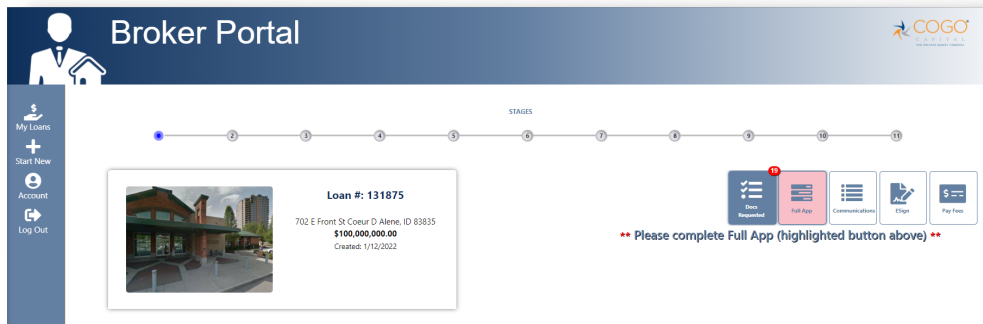 Broker Portal
COGO
CAPITAL
My Loans
Start New
Account
Log Out
STAGES
2
3
4
5
6
7
8
9
10
11
Loan #: 131875
702 E Front St Coeur D Alene, ID 83835
$100,000,000.00
Created: 1/12/2022
19
Docs
Requested
Full App
Communications
ESign
Pay Fees
** Please complete Full App (highlighted button above) **